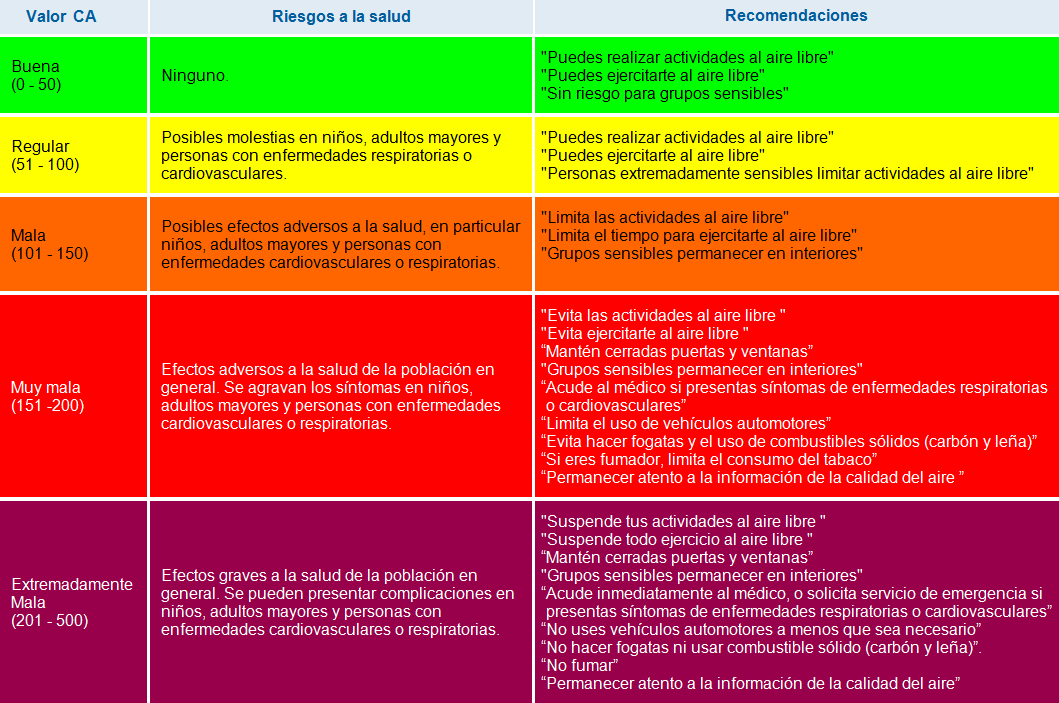 Valor CA
Riesgos a la salud
Recomendaciones
Buena
(0 - 50)
Ninguno.
"Puedes realizar actividades al aire libre"
"Puedes ejercitarte al aire libre"
"Sin riesgo para grupos sensibles"
Regular
(51 - 100)
Posibles molestias en niños, adultos mayores y
personas con enfermedades respiratorias o
cardiovasculares.
"Puedes realizar actividades al aire libre"
"Puedes ejercitarte al aire libre"
"Personas extremadamente sensibles limitar actividades al aire libre"
Mala
(101 - 150)
Posibles efectos adversos a la salud, en particular
niños, adultos mayores y personas con
enfermedades cardiovasculares o respiratorias.
"Limita las actividades al aire libre"
"Limita el tiempo para ejercitarte al aire libre"
"Grupos sensibles permanecer en interiores"
Muy mala
(151 -200)
Efectos adversos a la salud de la población en
general. Se agravan los síntomas en niños,
adultos mayores y personas con enfermedades
cardiovasculares o respiratorias.
"Evita las actividades al aire libre "
"Evita ejercitarte al aire libre "
“Mantén cerradas puertas y ventanas”
"Grupos sensibles permanecer en interiores"
“Acude al médico si presentas síntomas de enfermedades respiratorias
o cardiovasculares”
“Limita el uso de vehículos automotores”
“Evita hacer fogatas y el uso de combustibles sólidos (carbón y leña)”
“Si eres fumador, limita el consumo del tabaco”
“Permanecer atento a la información de la calidad del aire ”
Extremadamente
Mala
(201 - 500)
Efectos graves a la salud de la población en
general. Se pueden presentar complicaciones en
niños, adultos mayores y personas con
enfermedades cardiovasculares o respiratorias.
"Suspende tus actividades al aire libre "
"Suspende todo ejercicio al aire libre "
“Mantén cerradas puertas y ventanas”
"Grupos sensibles permanecer en interiores"
“Acude inmediatamente al médico, o solicita servicio de emergencia si
presentas síntomas de enfermedades respiratorias o cardiovasculares”
“No uses vehículos automotores a menos que sea necesario”
“No hacer fogatas ni usar combustible sólido (carbón y leña)”.
“No fumar”
“Permanecer atento a la información de la calidad del aire”